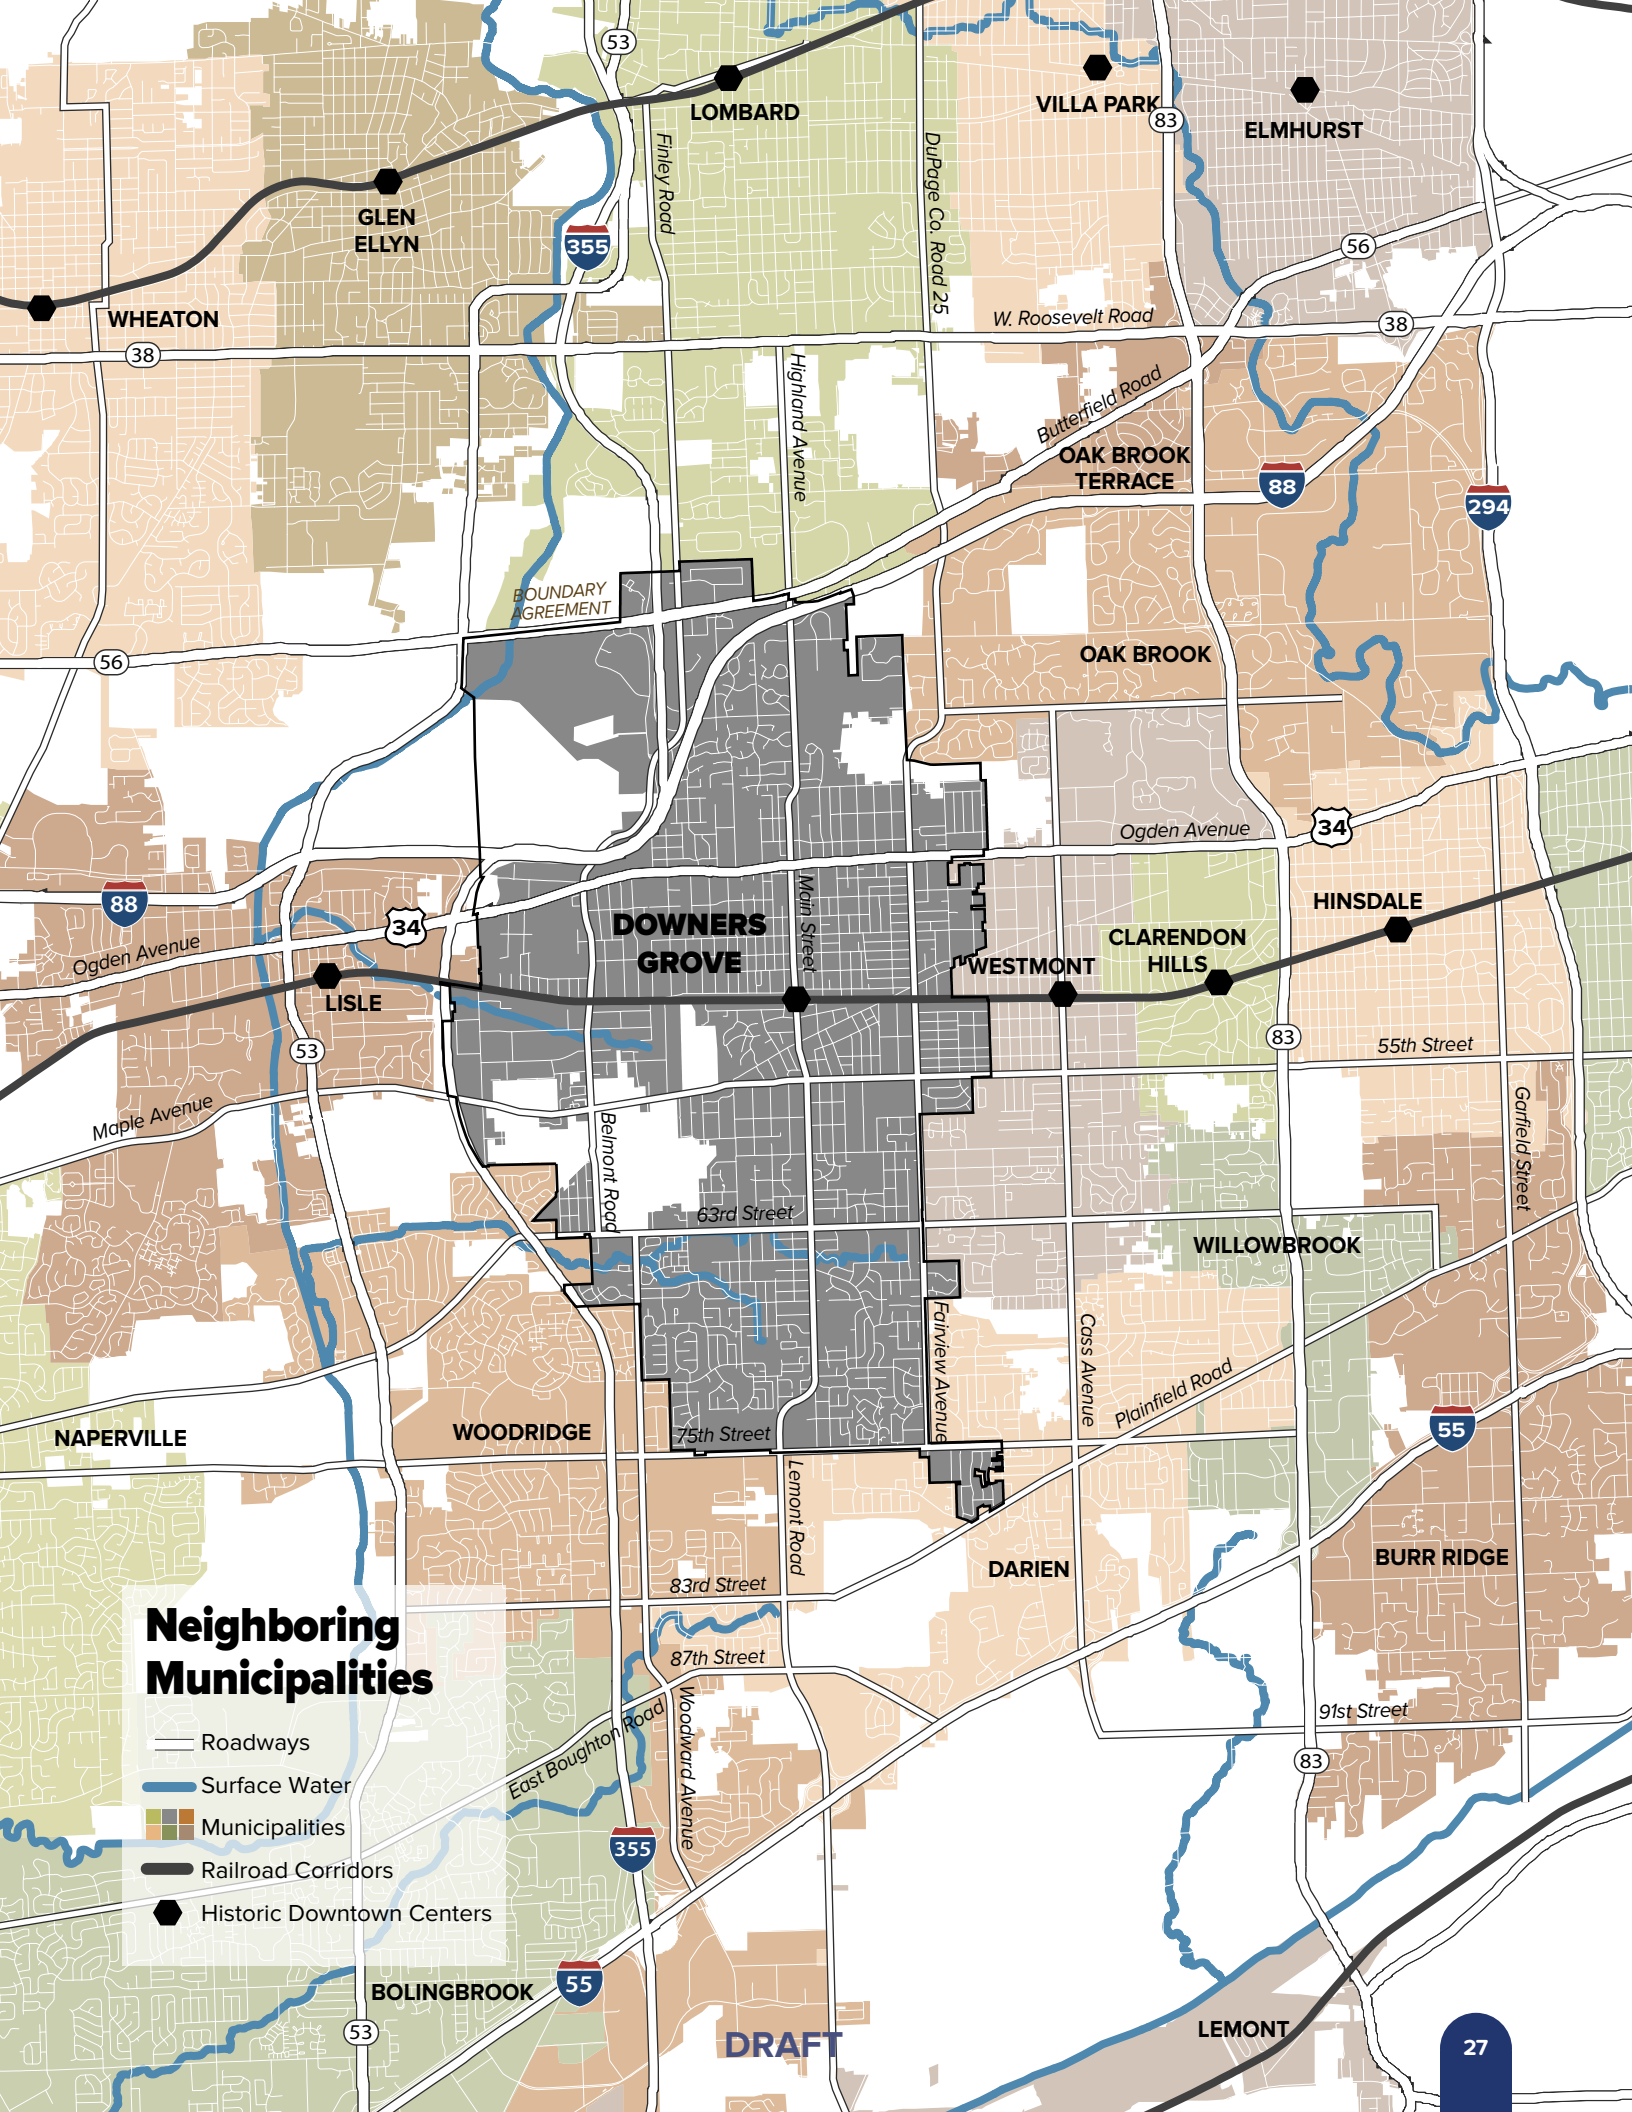 53
LOMBARD
VILLA PARK
83
ELMHURST
Finley Road
DuPage Co. Road 25
GLEN
ELLYN
355
56
WHEATON
W. Roosevelt Road
38
38
Highland Avenue
Butterfield Road
OAK BROOK
TERRACE
88
294
BOUNDARY
AGREEMENT
56
OAK BROOK
Ogden Avenue
34
88
34
Ogden Avenue
DOWNERS
GROVE
Main Street
HINSDALE
CLARENDON
HILLS
WESTMONT
LISLE
53
83
55th Street
Maple Avenue
Belmont Road
Garfield Street
63rd Street
WILLOWBROOK
Fairview Avenue
Cass Avenue
Plainfield Road
55
NAPERVILLE
WOODRIDGE
75th Street
Lemont Road
DARIEN
BURR RIDGE
83rd Street
87th Street
Woodward Avenue
East Boughton Road
91st Street
83
Neighboring
Municipalities
Roadways
Surface Water
Municipalities
Railroad Corridors
Historic Downtown Centers
355
55
BOLINGBROOK
53
DRAFT
LEMONT
27